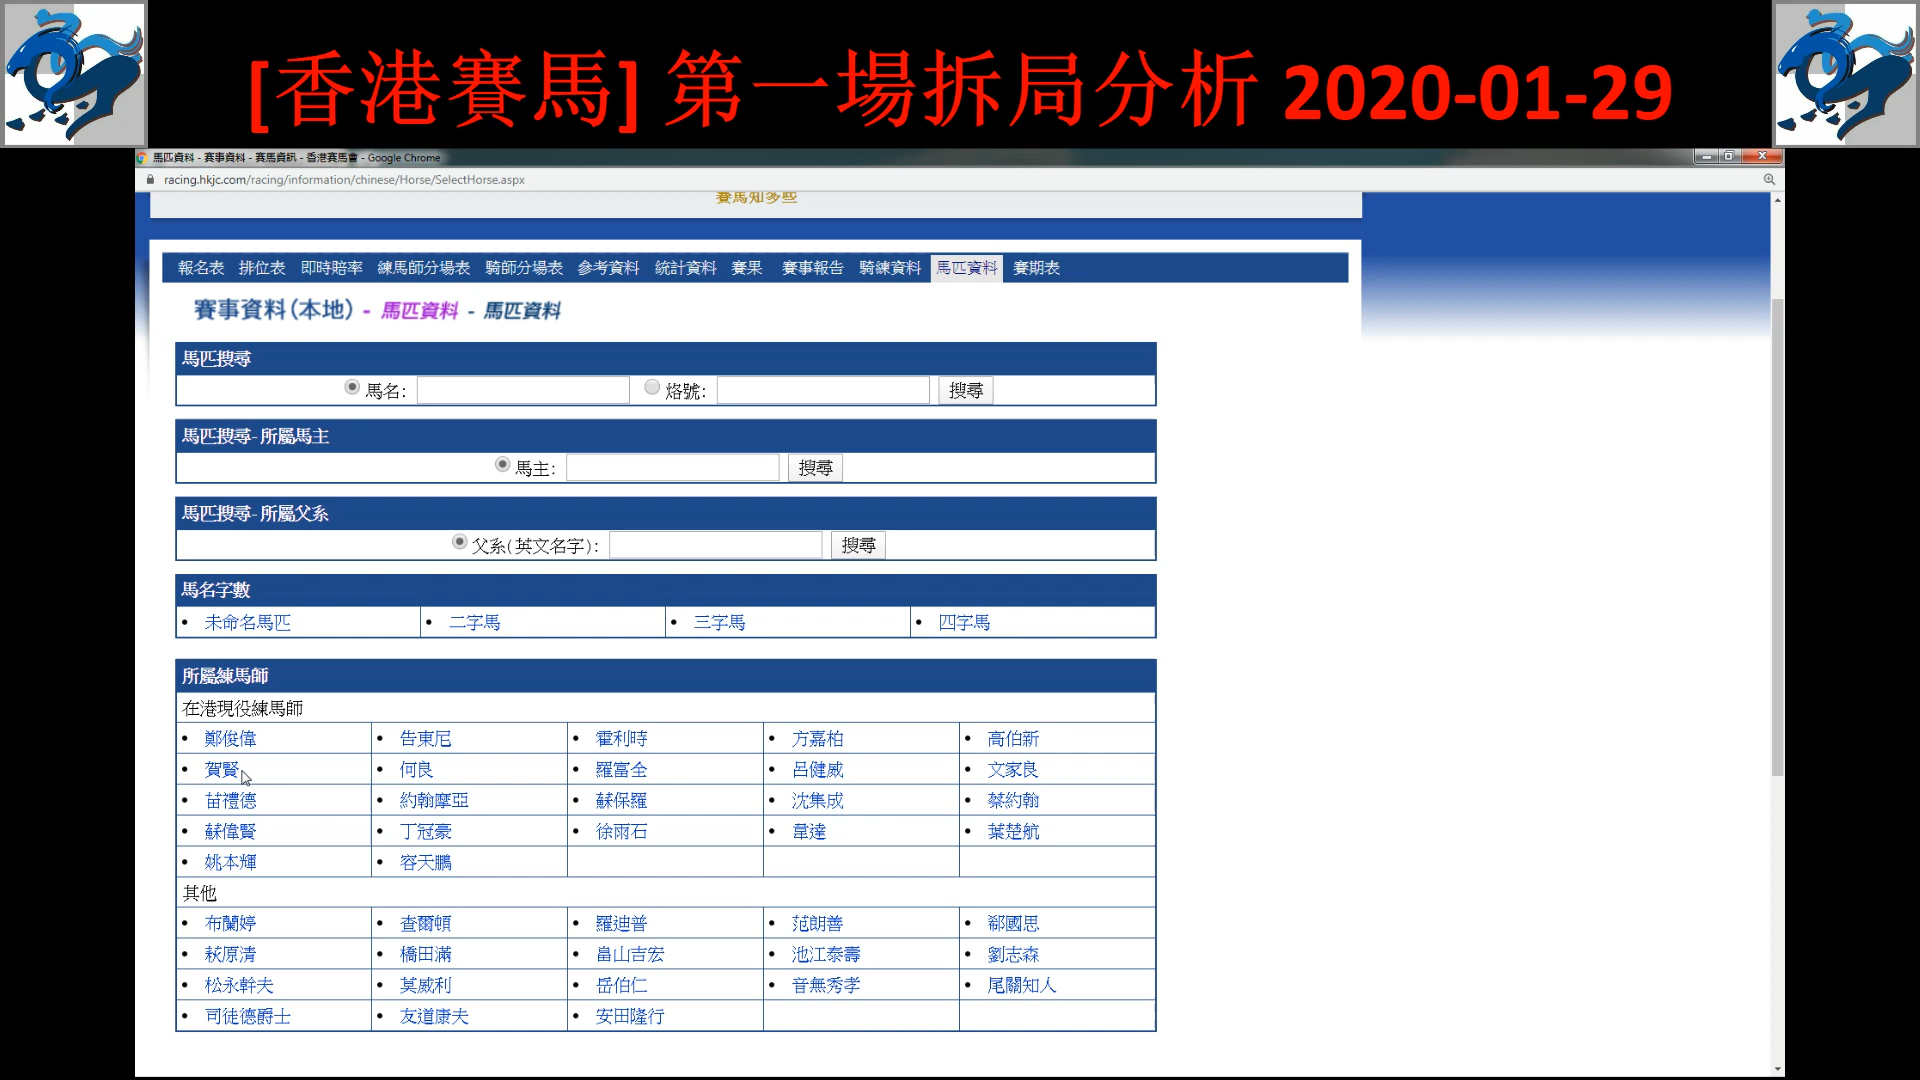 [香港賽馬] 第一場拆局分析 2020-01-29
馬匹資料 - 賽事資料 - 賽馬資訊 - 香港賽馬會 - Google Chrome
racing.hkjc.com/racing/information/chinese/Horse/SelectHorse.aspx
賽馬知多些
報名表 排位表 即時賠率 練馬師分場表 騎師分場表 參考資料 統計資料 賽果 賽事報告 騎練資料 馬匹資料 賽期表
賽事資料(本地) - 馬匹資料 - 馬匹資料
馬匹搜尋
馬名: 烙號: 搜尋
馬匹搜尋- 所屬馬主
馬主: 搜尋
馬匹搜尋- 所屬父系
父系(英文名字): 搜尋
馬名字數
• 未命名馬匹 • 二字馬 • 三字馬 • 四字馬
所屬練馬師
在港現役練馬師
• 鄭俊偉 • 告東尼 • 霍利時 • 方嘉柏 • 高伯新
• 賀賢 • 何良 • 羅富全 • 呂健威 • 文家良
• 苗禮德 • 約翰摩亞 • 蘇保羅 • 沈集成 • 蔡約翰
• 蘇偉賢 • 丁冠豪 • 徐雨石 • 韋達 • 葉楚航
• 姚本輝 • 容天鵬
其他
• 布蘭婷 • 查爾頓 • 羅迪普 • 范朗善 • 郗國思
• 萩原清 • 橋田滿 • 畠山吉宏 • 池江泰壽 • 劉志森
• 松永幹夫 • 莫威利 • 岳伯仁 • 音無秀孝 • 尾關知人
• 司徒德爵士 • 友道康夫 • 安田隆行